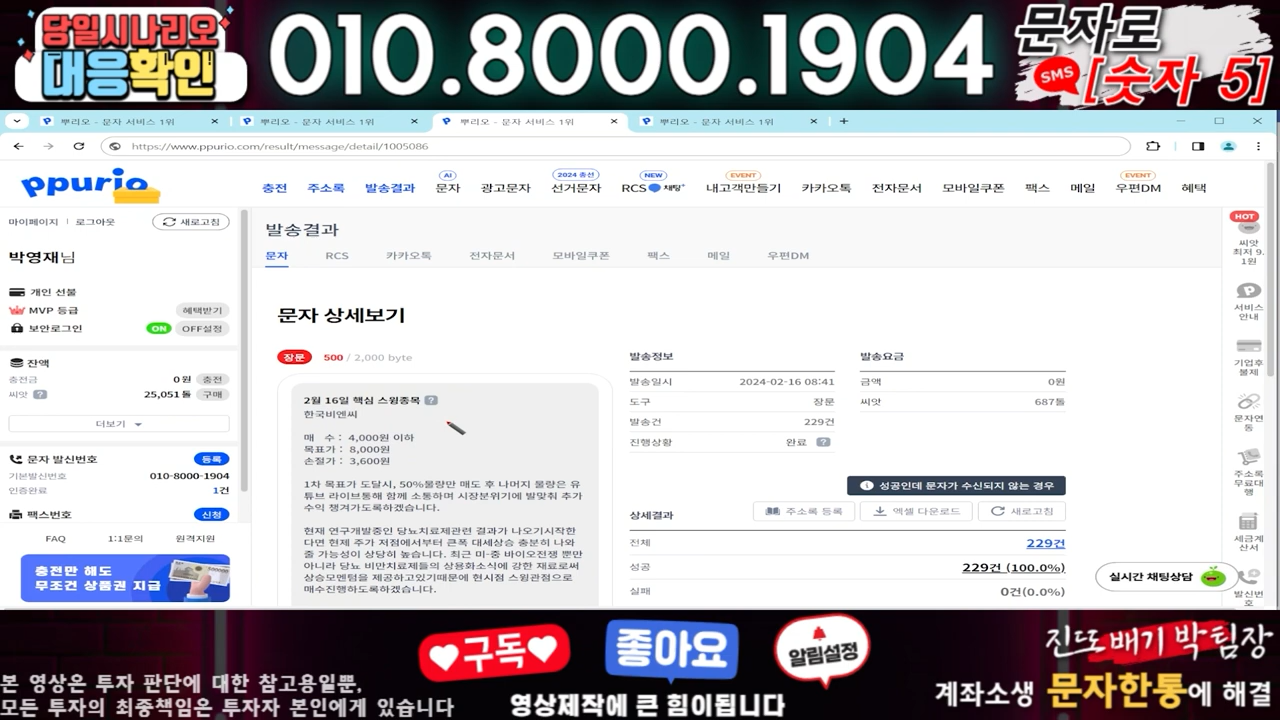 당일시나리오
대응확인
010.8000.1904
문자로
SMS [숫자 5]
뿌리오 - 문자 서비스 1위
뿌리오 - 문자 서비스 1위
뿌리오 - 문자 서비스 1위
뿌리오 - 문자 서비스 1위
https://www.ppurio.com/result/message/detail/1005086
ppurio
AI 2024 총선 NEW EVENT EVENT
충전 주소록 발송결과 문자 광고문자 선거문자 RCS 채팅+ 내고객만들기 카카오톡 전자문서 모바일쿠폰 팩스 메일 우편DM 혜택
마이페이지 | 로그아웃 새로고침
박영재님
개인 선불
MVP 등급 혜택받기
보안로그인 ON OFF설정
잔액
충전금 0원 충전
씨앗 ? 25,051톨 구매
더보기
문자 발신번호 등록
기본발신번호 010-8000-1904
인증완료 1건
팩스번호 신청
FAQ 1:1문의 원격지원
충전만 해도
무조건 상품권 지급
발송결과
문자 RCS 카카오톡 전자문서 모바일쿠폰 팩스 메일 우편DM
문자 상세보기
장문 500 / 2,000 byte
2월 16일 핵심 스윙종목 ?
한국비엔씨
매 수 : 4,000원 이하
목표가 : 8,000원
손절가 : 3,600원
1차 목표가 도달시, 50%물량만 매도 후 나머지 물량은 유
튜브 라이브통해 함께 소통하며 시장분위기에 발맞춰 추가
수익 챙겨가도록하겠습니다.
현재 연구개발중인 당뇨치료제관련 결과가 나오기시작한
다면 현제 주가 저점에서부터 큰폭 대세상승 충분히 나와
줄 가능성이 상당히 높습니다. 최근 미·중 바이오전쟁 뿐만
아니라 당뇨 비만치료제들의 상용화소식에 강한 재료로써
상승모멘텀을 제공하고있기때문에 현시점 스윙관점으로
매수진행하도록하겠습니다.
발송정보
발송일시 2024-02-16 08:41
도구 장문
발송건 229건
진행상황 완료 ?
발송요금
금액 0원
씨앗 687톨
성공인데 문자가 수신되지 않는 경우
상세결과 주소록 등록 엑셀 다운로드 새로고침
전체 229건
성공 229건 (100.0%)
실패 0건(0.0%)
HOT
씨앗
최저 9.
1원
서비스
안내
기업후
불제
문자연
동
주소록
무료대
행
세금계
산서
발신번
호
실시간 채팅상담
구독
좋아요
알림설정
영상제작에 큰 힘이됩니다
본 영상은 투자 판단에 대한 참고용일뿐,
모든 투자의 최종책임은 투자자 본인에게 있습니다
진또배기 박팀장
계좌소생 문자한통에 해결